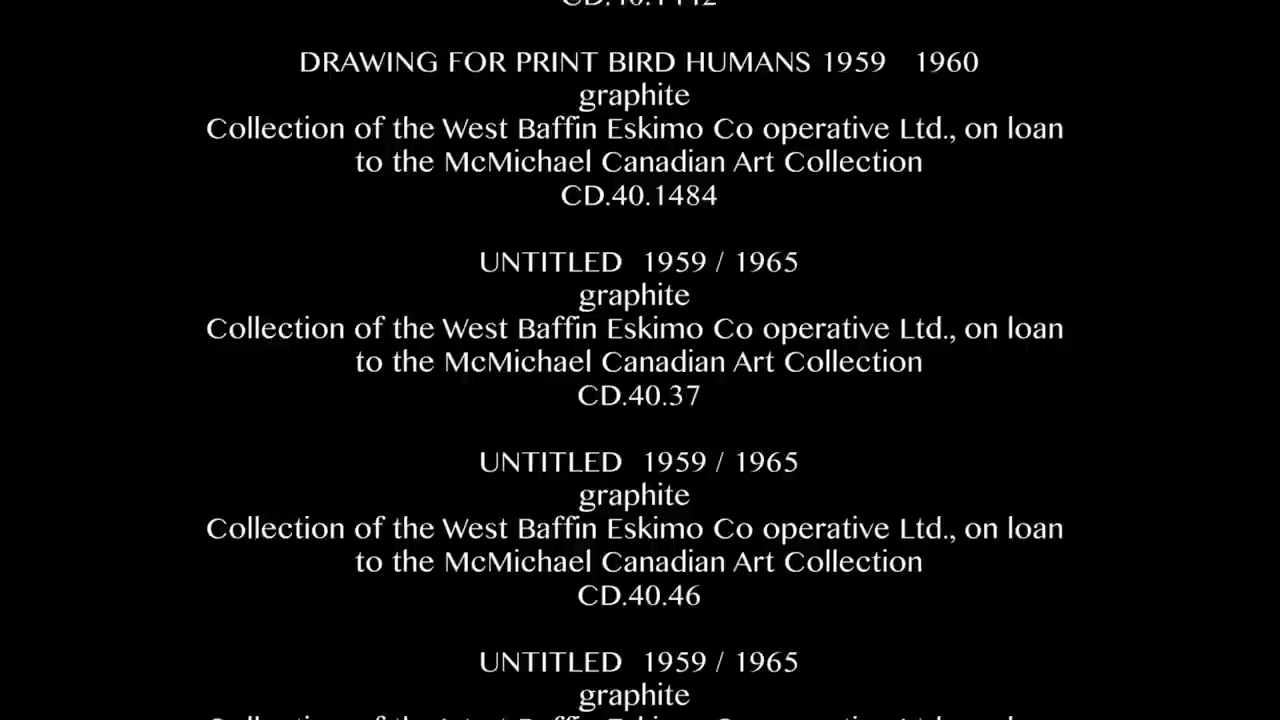 DRAWING FOR PRINT BIRD HUMANS 1959 1960
graphite
Collection of the West Baffin Eskimo Co operative Ltd., on loan
to the McMichael Canadian Art Collection
CD.40.1484
UNTITLED 1959 / 1965
graphite
Collection of the West Baffin Eskimo Co operative Ltd., on loan
to the McMichael Canadian Art Collection
CD.40.37
UNTITLED 1959 / 1965
graphite
Collection of the West Baffin Eskimo Co operative Ltd., on loan
to the McMichael Canadian Art Collection
CD.40.46
UNTITLED 1959 / 1965
graphite